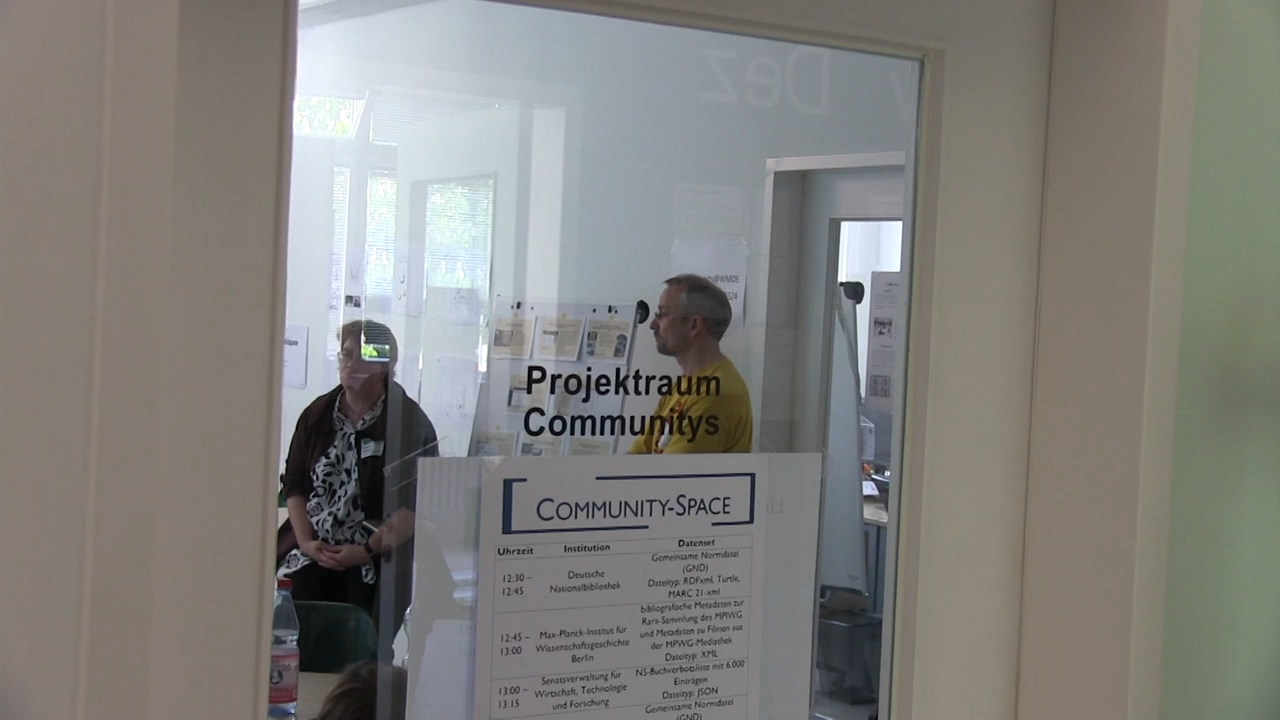 Dez
@WMDE
Projektraum
Communitys
COMMUNITY-SPACE
Uhrzeit Institution Datenset
12:30 –
12:45
Deutsche
Nationalbibliothek
Gemeinsame Normdatei
(GND)
Dateityp: RDFxml, Turtle,
MARC 21-xml
12:45 –
13:00
Max-Planck-Institut für
Wissenschaftsgeschichte
Berlin
bibliografische Metadaten zur
Rara-Sammlung des MPIWG
und Metadaten zu Filmen aus
der MPWG-Mediathek
Dateityp: XML
13:00 –
13:15
Senatsverwaltung für
Wirtschaft, Technologie
und Forschung
NS-Buchverbotsliste mit 6.000
Einträgen
Dateityp: JSON
Gemeinsame Normdatei
(GND)